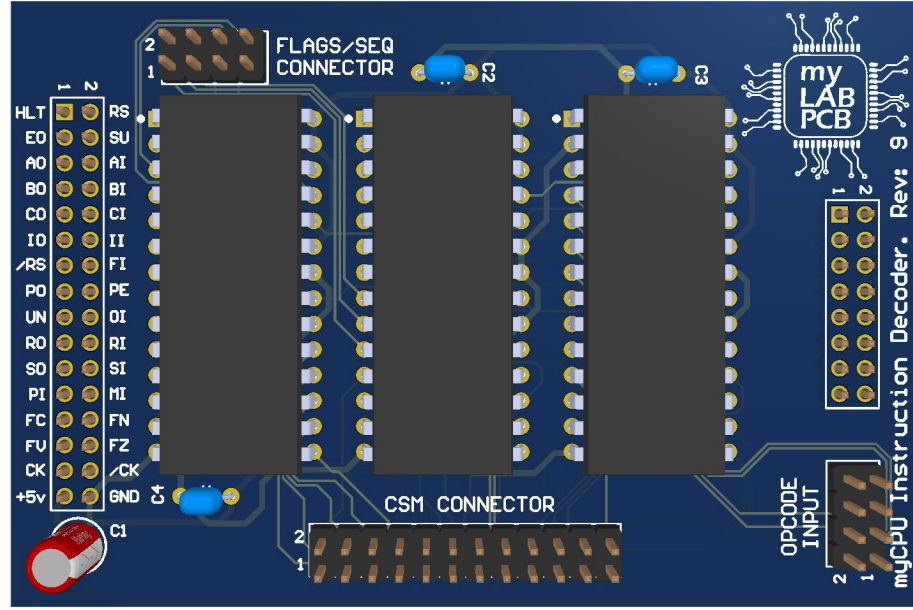 2
1
FLAGS/SEQ
CONNECTOR
C2
C3
my
LAB
PCB
1 2
HLT RS
EO SU
AO AI
BO BI
CO CI
IO II
/RS FI
PO PE
UN OI
RO RI
SO SI
PI MI
FC FN
FV FZ
CK /CK
+5v GND
C1
C4
CSM CONNECTOR
2
1
1 2
OPCODE
INPUT
2 1
myCPU Instruction Decoder. Rev: 9